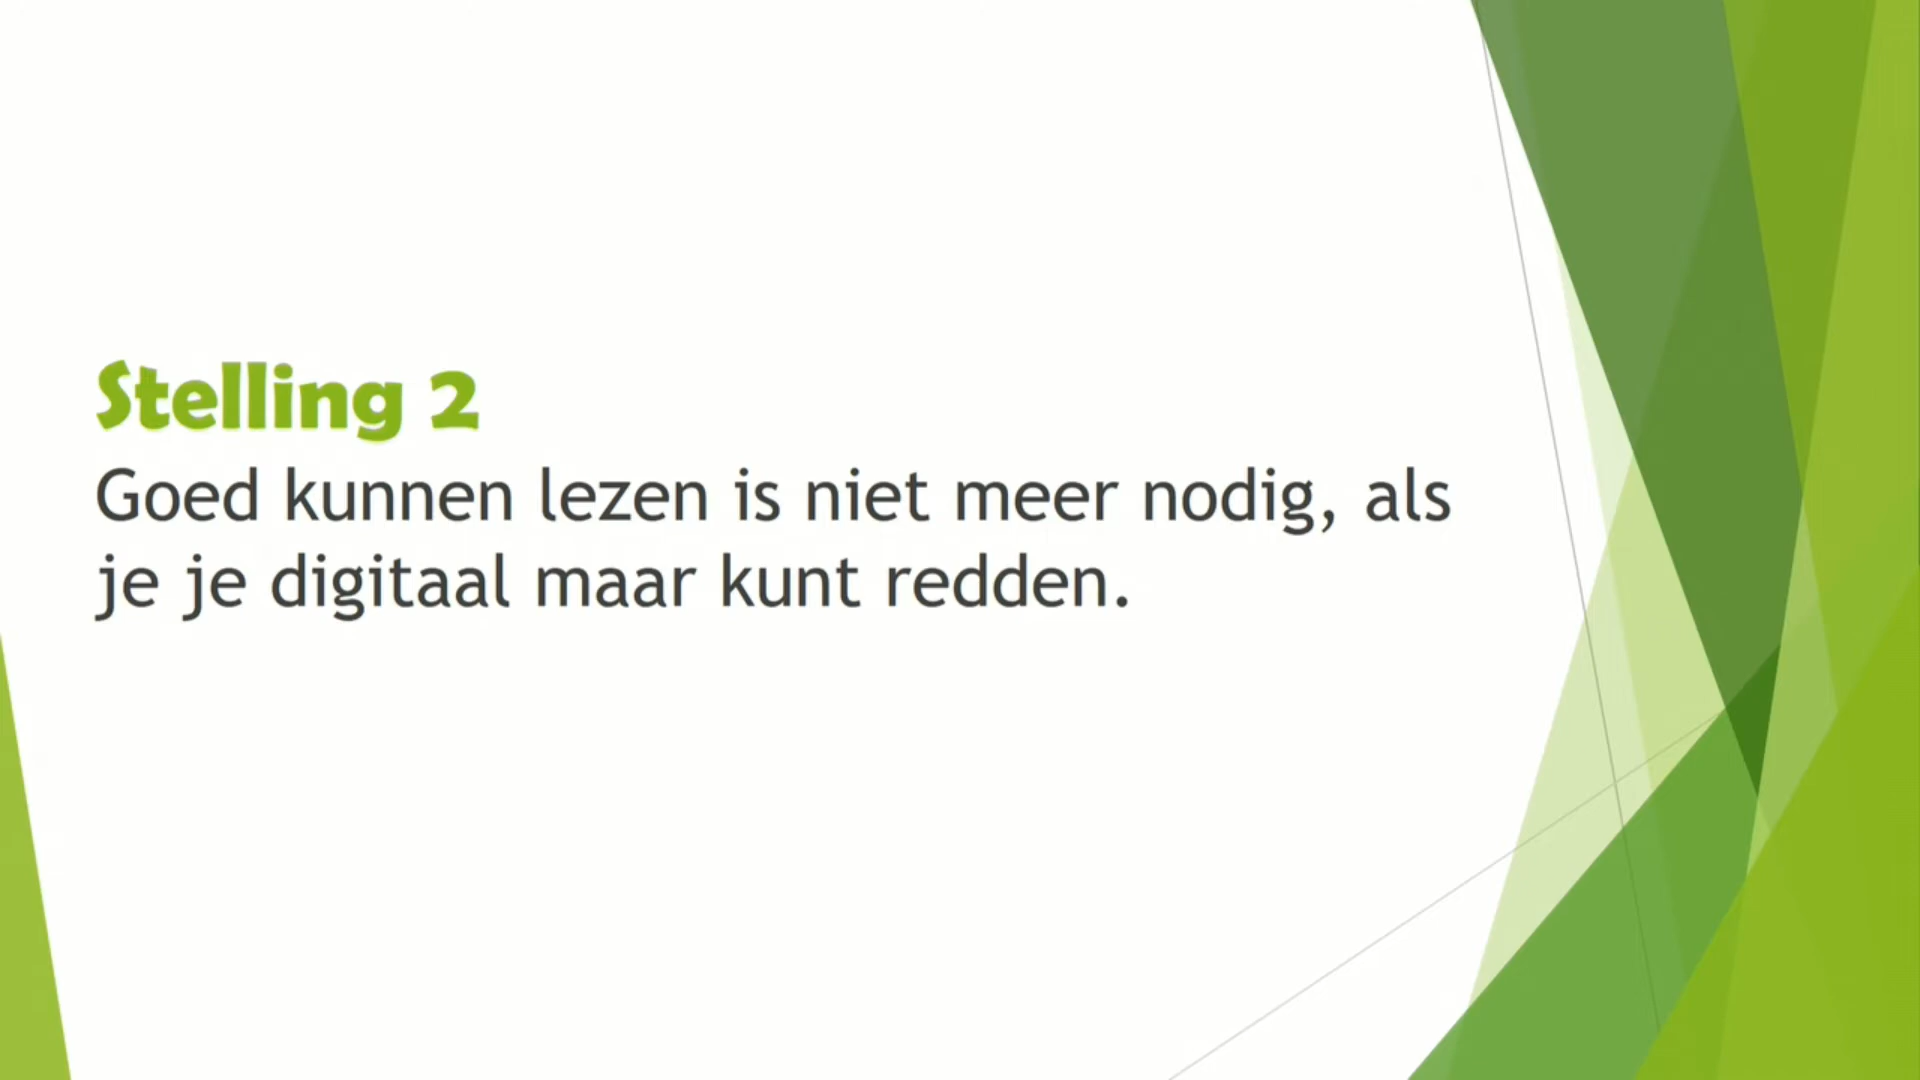 Stelling 2
Goed kunnen lezen is niet meer nodig, als
je je digitaal maar kunt redden.